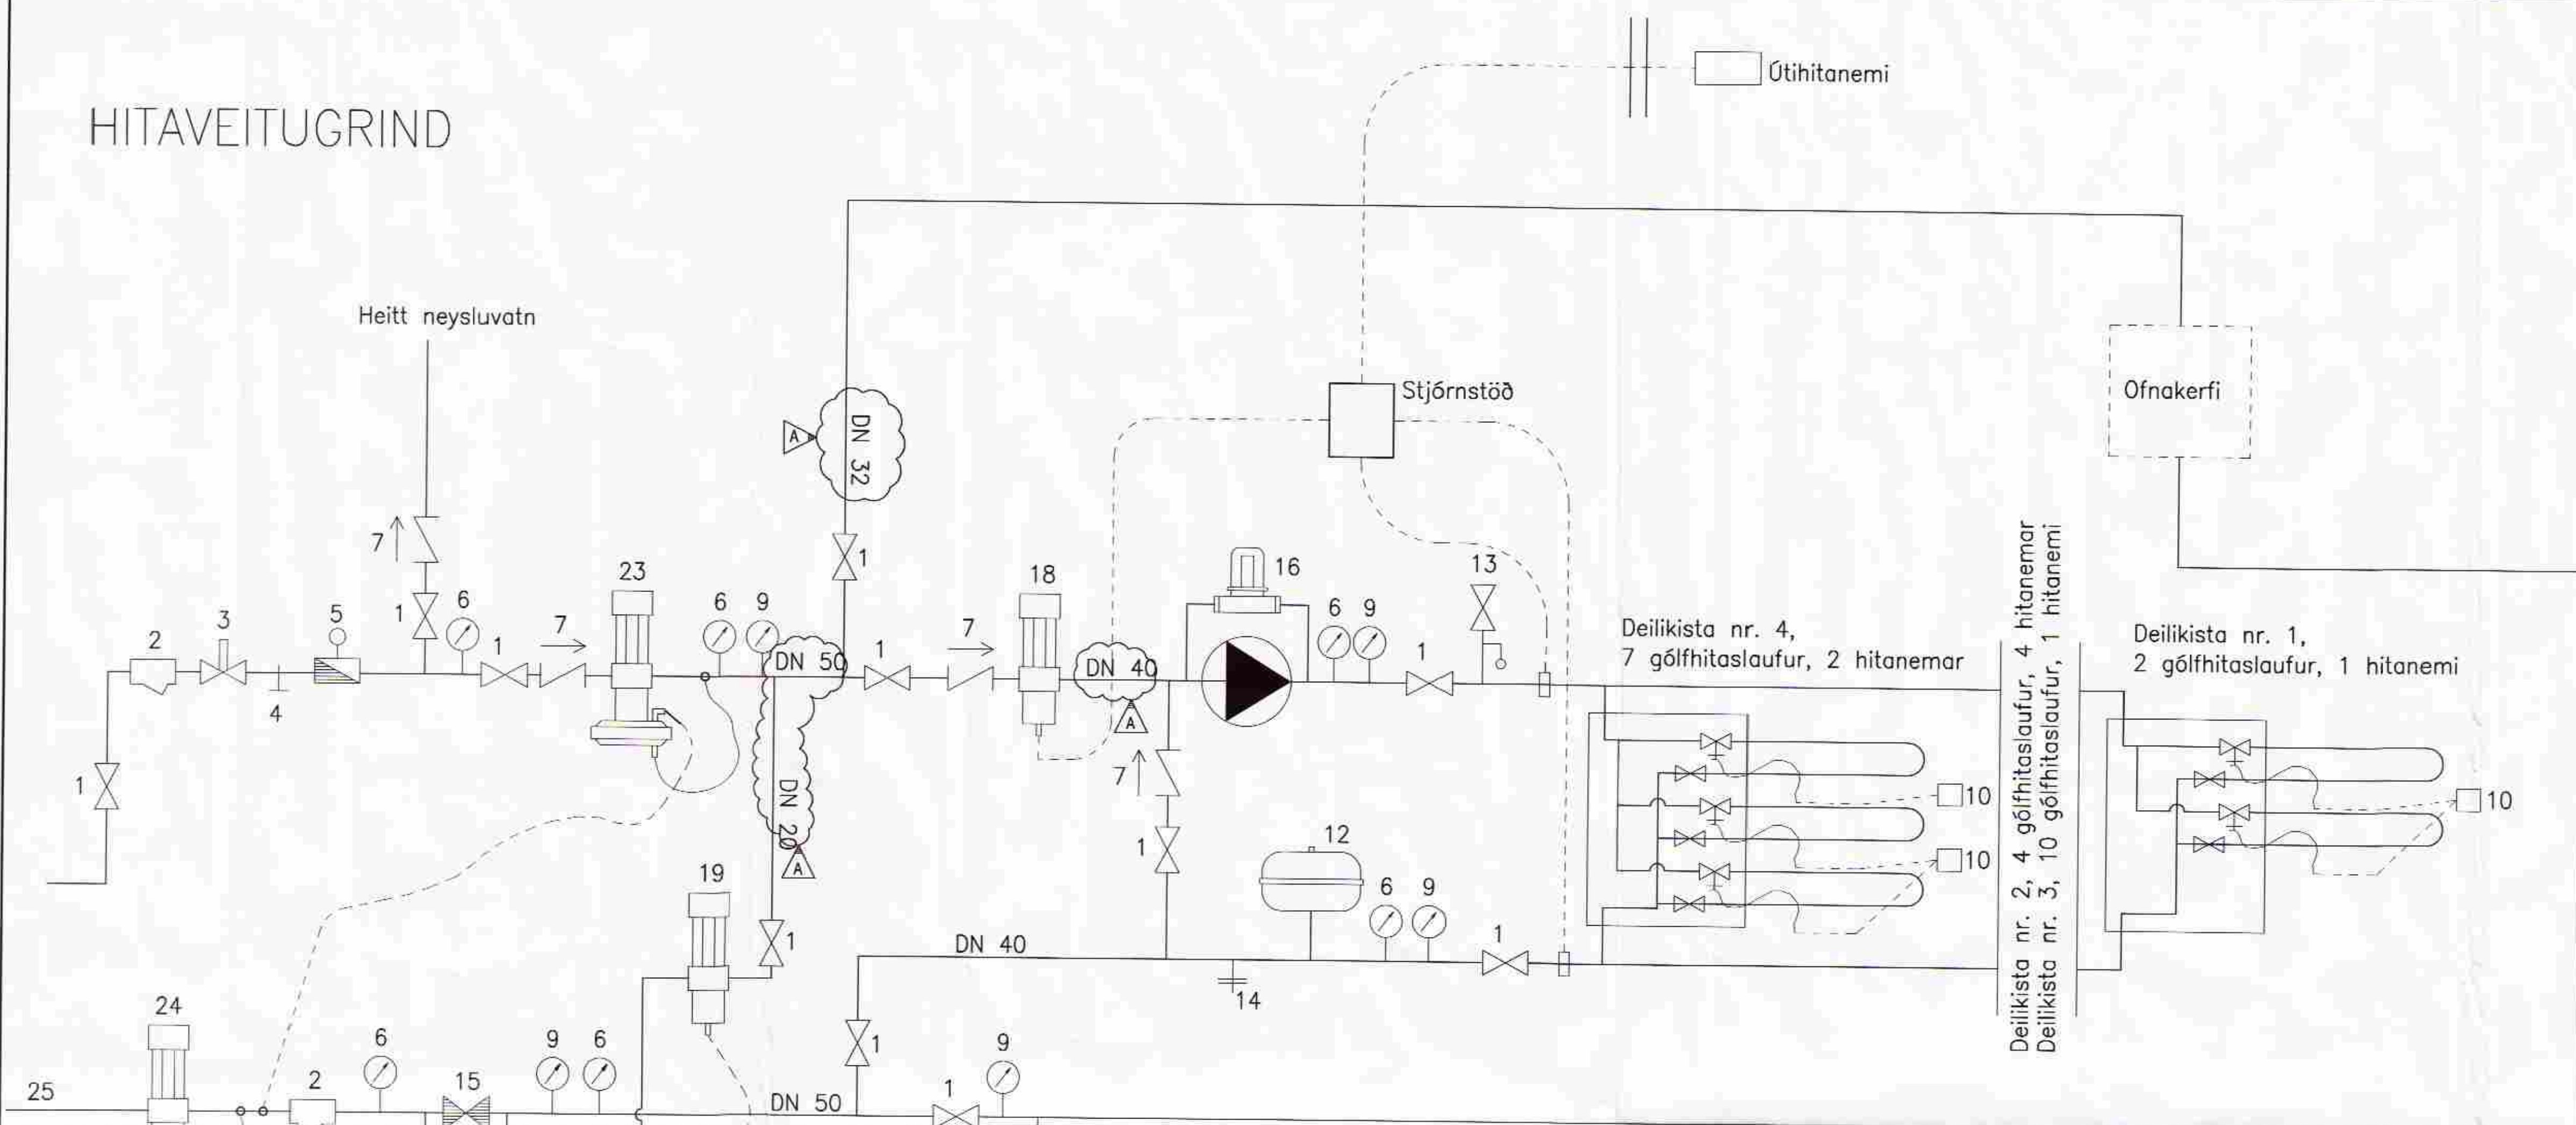 Útihitanemi
HITAVEITUGRIND
Heitt neysluvatn
Stjórnstöð
Ofnakerfi
A
DN 32
7
1
1
23
18
16
13
2
3
5
1
6
1
7
6
9
DN 50
1
7
DN 40
A
6
9
1
Deilikista nr. 4,
7 gólfhitaslaufur, 2 hitanemar
Deilikista nr. 2, 4 gólfhitaslaufur, 4 hitanemar
Deilikista nr. 3, 10 gólfhitaslaufur, 1 hitanemi
Deilikista nr. 1,
2 gólfhitaslaufur, 1 hitanemi
4
1
DN 20
A
7
1
12
10
10
10
19
1
6
9
1
DN 40
14
24
1
25
2
6
15
9
6
DN 50
1
9